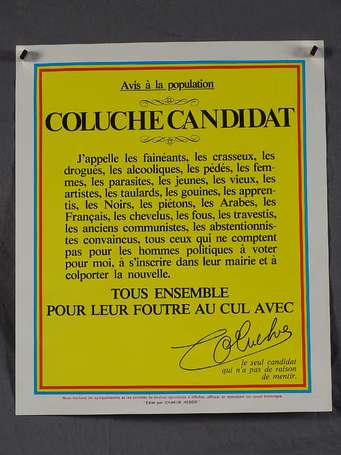 Avis à la population
COLUCHE CANDIDAT
J'appelle les fainéants, les crasseux, les
drogués, les alcooliques, les pédés, les fem-
mes, les parasites, les jeunes, les vieux, les
artistes, les taulards, les gouines, les appren-
tis, les Noirs, les piétons, les Arabes, les
Français, les chevelus, les fous, les travestis,
les anciens communistes, les abstentionnis-
tes convaincus, tous ceux qui ne comptent
pas pour les hommes politiques à voter
pour moi, à s'inscrire dans leur mairie et à
colporter la nouvelle.
TOUS ENSEMBLE
POUR LEUR FOUTRE AU CUL AVEC
Coluche
le seul candidat
qui n'a pas de raison
de mentir.